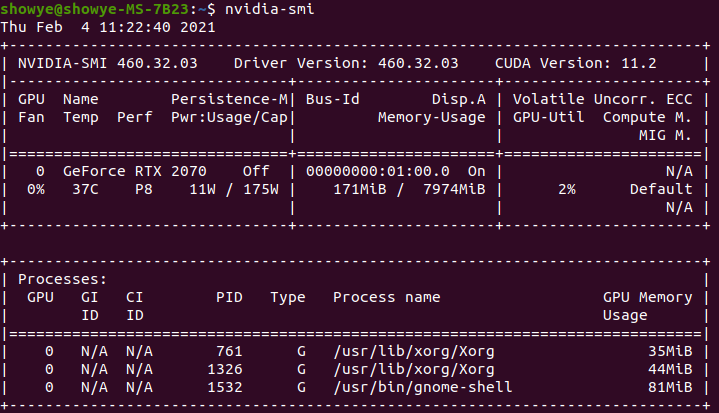 showye@showye-MS-7B23:~$ nvidia-smi
Thu Feb  4 11:22:40 2021
+-----------------------------------------------------------------------------+
| NVIDIA-SMI 460.32.03    Driver Version: 460.32.03    CUDA Version: 11.2     |
|-------------------------------+----------------------+----------------------+
| GPU  Name        Persistence-M| Bus-Id        Disp.A | Volatile Uncorr. ECC |
| Fan  Temp  Perf  Pwr:Usage/Cap|         Memory-Usage | GPU-Util  Compute M. |
|                               |                      |               MIG M. |
|===============================+======================+======================|
|   0  GeForce RTX 2070    Off  | 00000000:01:00.0  On |                  N/A |
|  0%   37C    P8    11W / 175W |    171MiB /  7974MiB |      2%      Default |
|                               |                      |                  N/A |
+-------------------------------+----------------------+----------------------+

+-----------------------------------------------------------------------------+
| Processes:                                                                  |
|  GPU   GI   CI        PID   Type   Process name                  GPU Memory |
|        ID   ID                                                   Usage      |
|=============================================================================|
|    0   N/A  N/A       761      G   /usr/lib/xorg/Xorg                 35MiB |
|    0   N/A  N/A      1326      G   /usr/lib/xorg/Xorg                 44MiB |
|    0   N/A  N/A      1532      G   /usr/bin/gnome-shell               81MiB |
+-----------------------------------------------------------------------------+